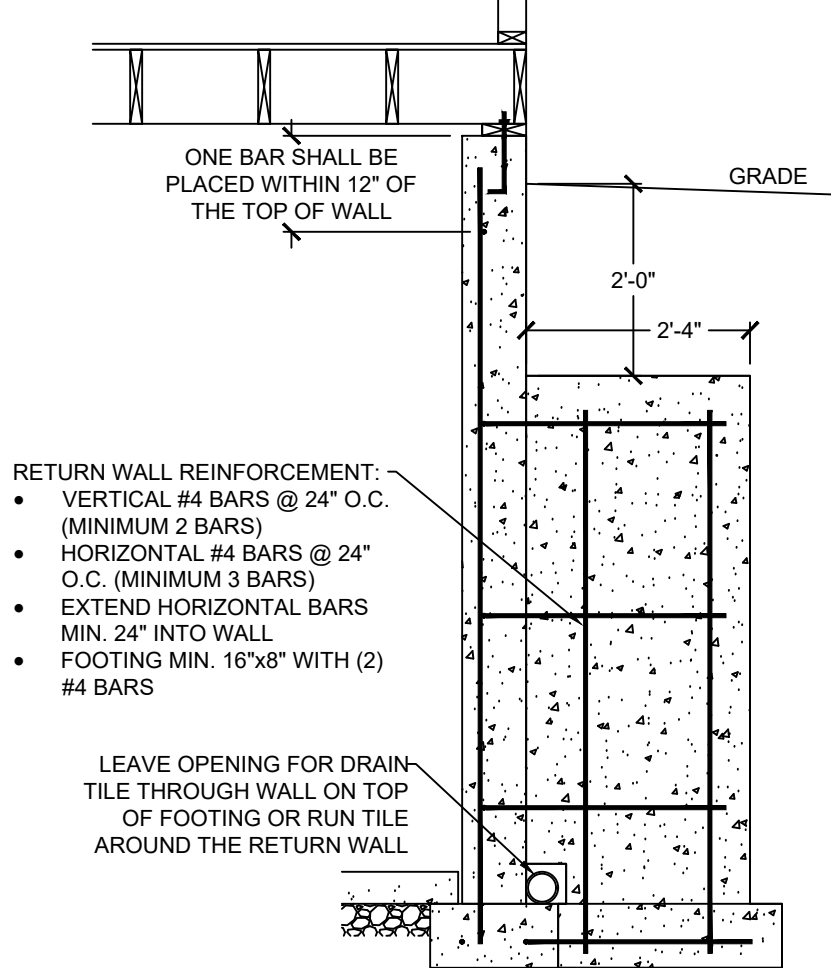 ONE BAR SHALL BE
PLACED WITHIN 12" OF
THE TOP OF WALL
GRADE
2'-0"
2'-4"
RETURN WALL REINFORCEMENT:
• VERTICAL #4 BARS @ 24" O.C.
(MINIMUM 2 BARS)
• HORIZONTAL #4 BARS @ 24"
O.C. (MINIMUM 3 BARS)
• EXTEND HORIZONTAL BARS
MIN. 24" INTO WALL
• FOOTING MIN. 16"x8" WITH (2)
#4 BARS
LEAVE OPENING FOR DRAIN
TILE THROUGH WALL ON TOP
OF FOOTING OR RUN TILE
AROUND THE RETURN WALL